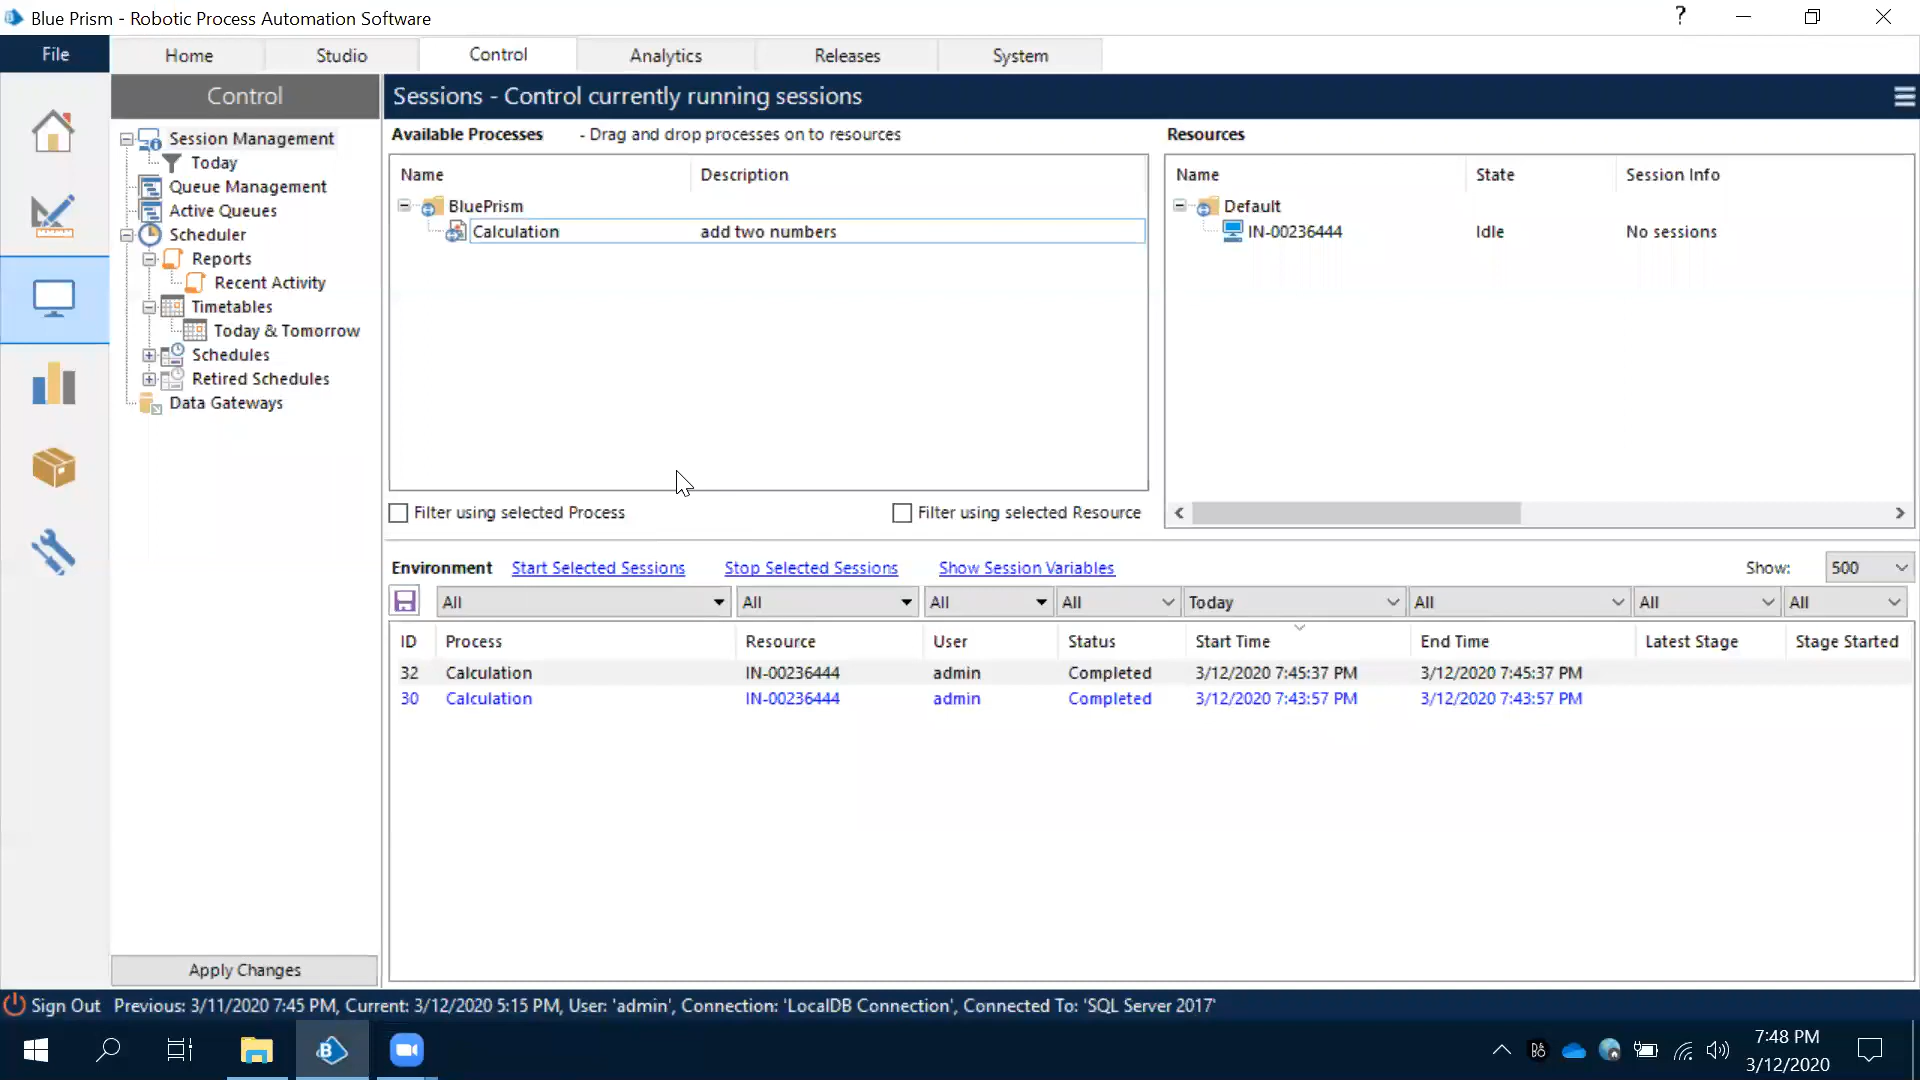 Blue Prism - Robotic Process Automation Software
?
File
Home
Studio
Control
Analytics
Releases
System
Control
Sessions - Control currently running sessions
Session Management
Today
Queue Management
Active Queues
Scheduler
Reports
Recent Activity
Timetables
Today & Tomorrow
Schedules
Retired Schedules
Data Gateways
Available Processes - Drag and drop processes on to resources
Name Description
BluePrism
Calculation add two numbers
Filter using selected Process
Filter using selected Resource
Resources
Name State Session Info
Default
IN-00236444 Idle No sessions
Environment Start Selected Sessions Stop Selected Sessions Show Session Variables Show: 500
All All All All Today All All All
ID Process Resource User Status Start Time End Time Latest Stage Stage Started
32 Calculation IN-00236444 admin Completed 3/12/2020 7:45:37 PM 3/12/2020 7:45:37 PM
30 Calculation IN-00236444 admin Completed 3/12/2020 7:43:57 PM 3/12/2020 7:43:57 PM
Apply Changes
Sign Out Previous: 3/11/2020 7:45 PM, Current: 3/12/2020 5:15 PM, User: 'admin', Connection: 'LocalDB Connection', Connected To: 'SQL Server 2017'
B
7:48 PM
3/12/2020